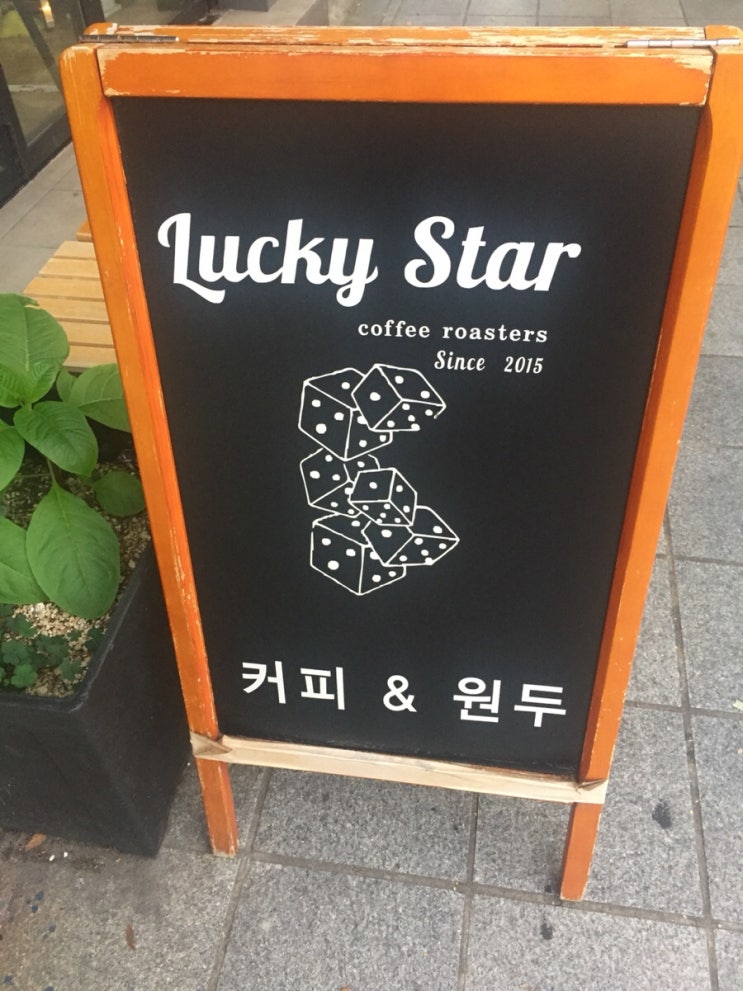 Lucky Star
coffee roasters
Since 2015
커피 & 원두